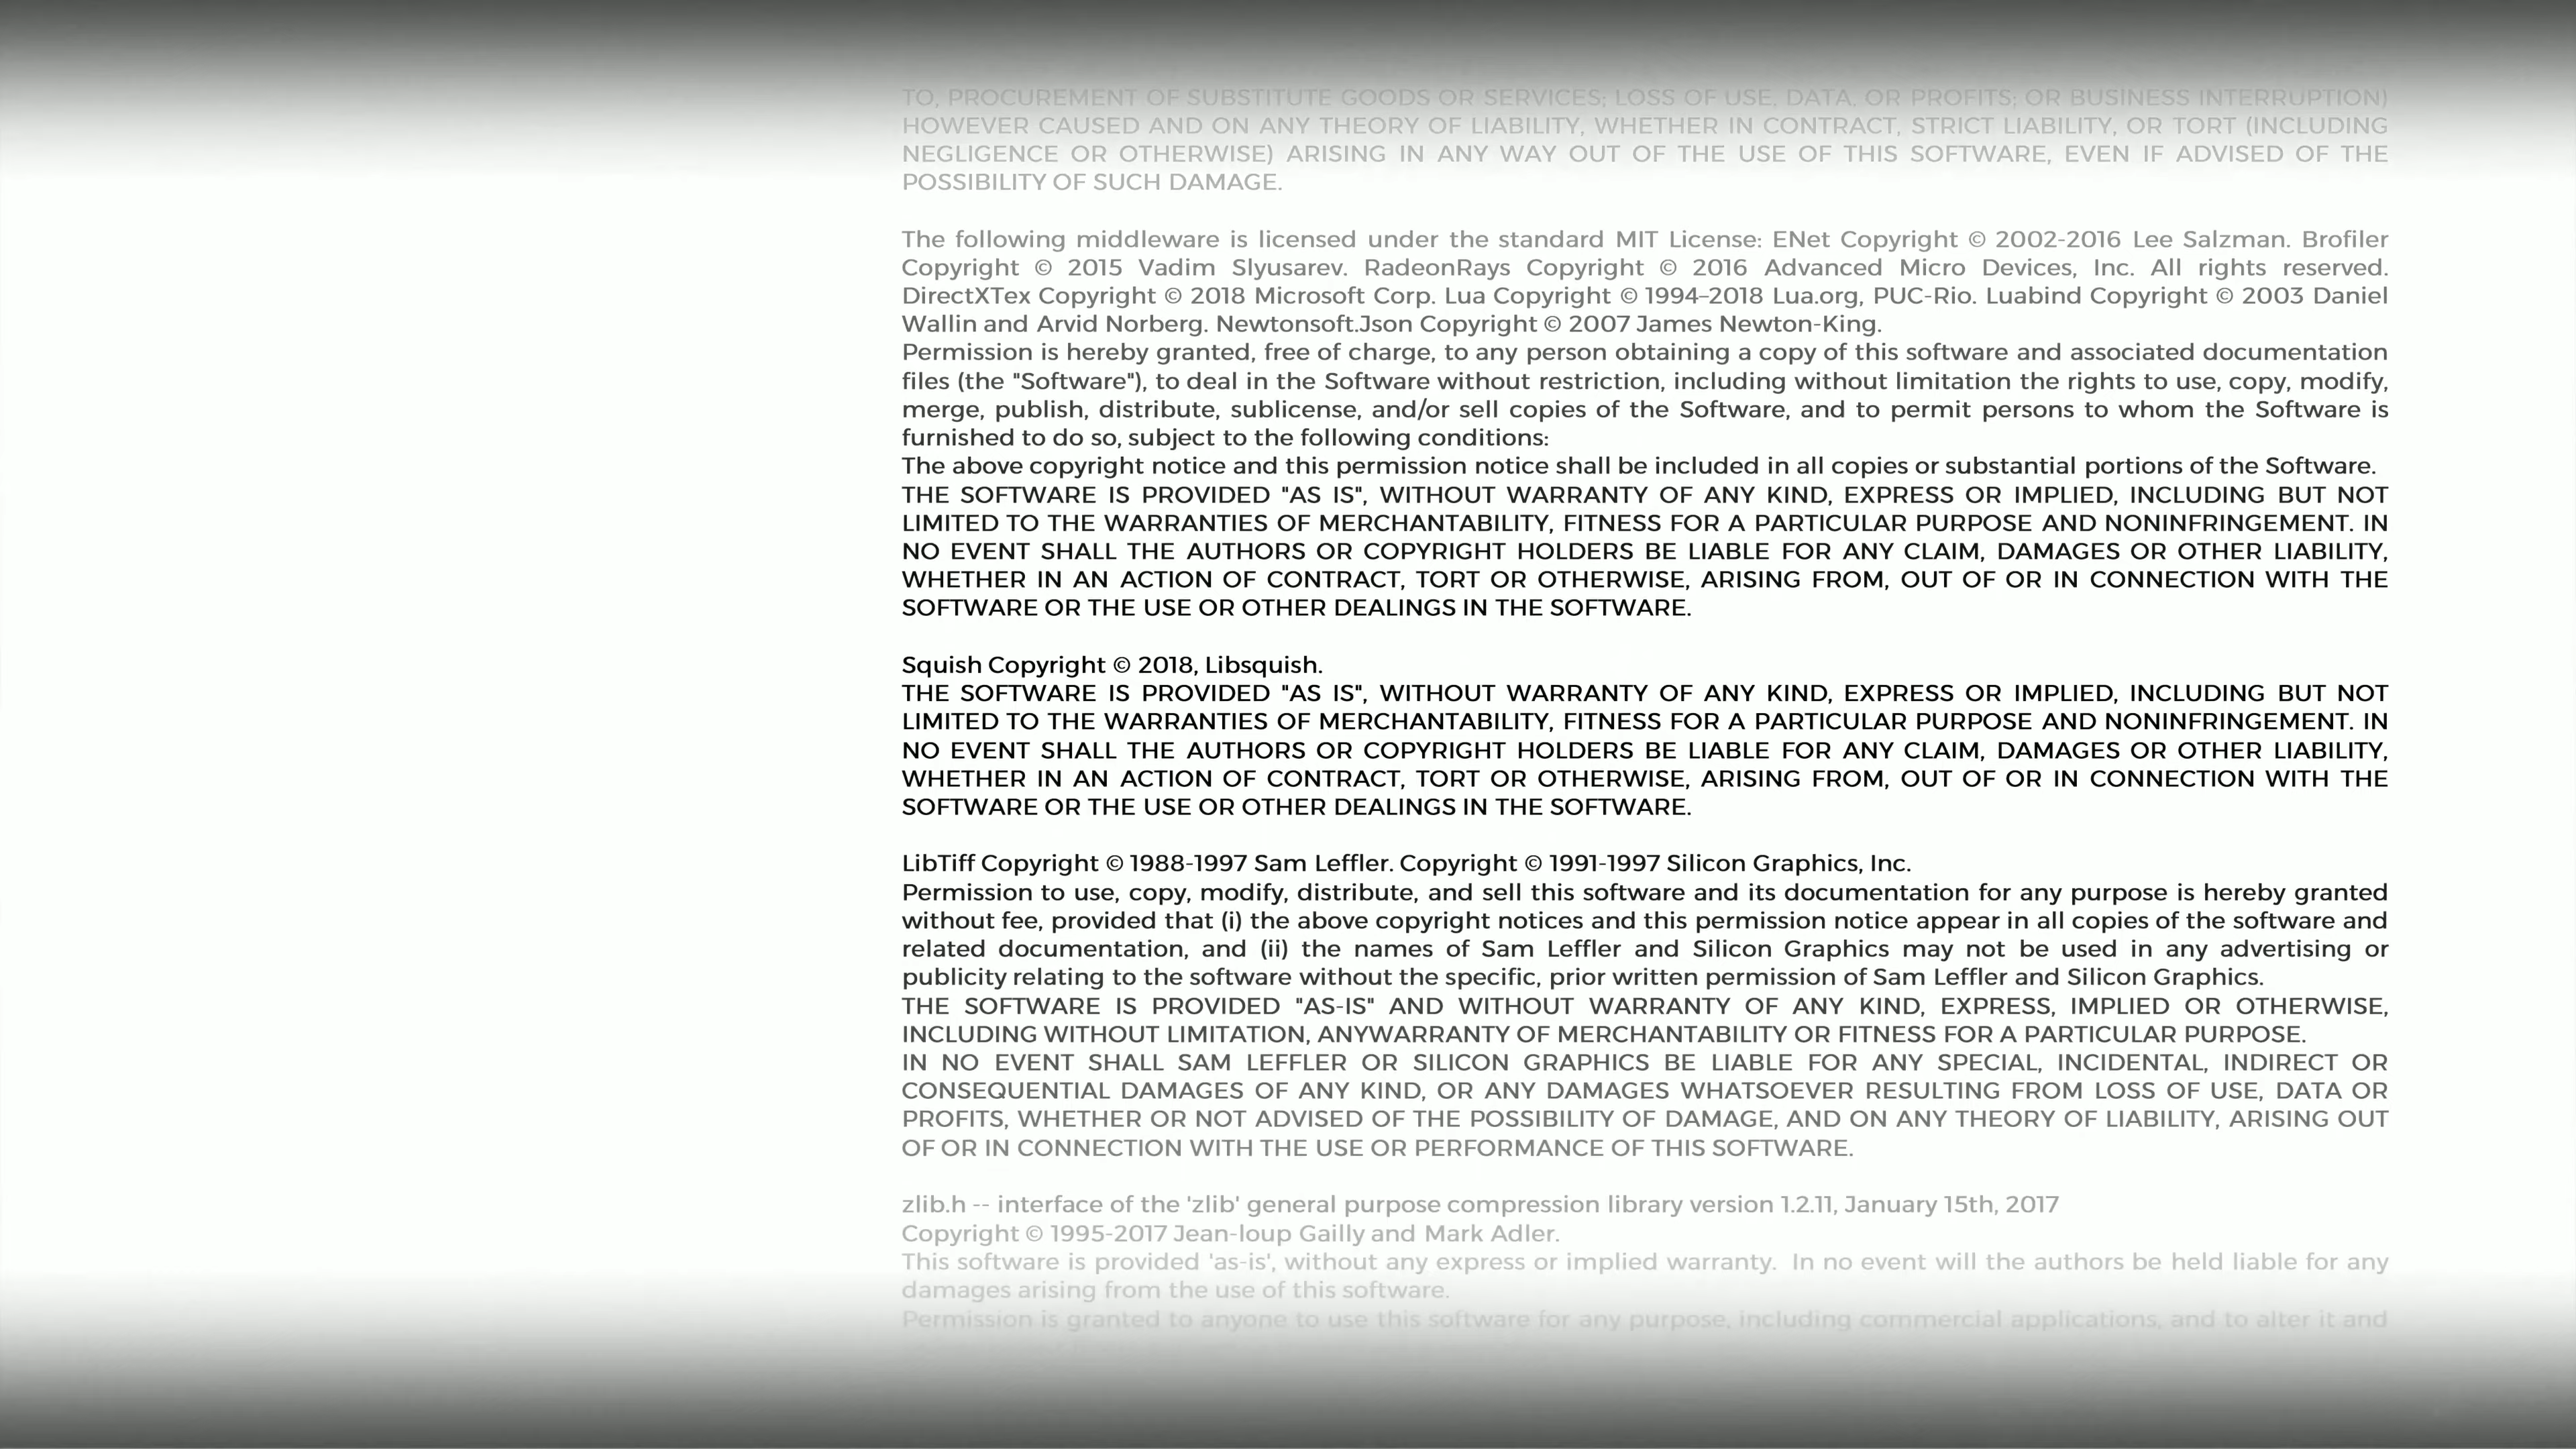 TO, PROCUREMENT OF SUBSTITUTE GOODS OR SERVICES; LOSS OF USE, DATA, OR PROFITS; OR BUSINESS INTERRUPTION)
HOWEVER CAUSED AND ON ANY THEORY OF LIABILITY, WHETHER IN CONTRACT, STRICT LIABILITY, OR TORT (INCLUDING
NEGLIGENCE OR OTHERWISE) ARISING IN ANY WAY OUT OF THE USE OF THIS SOFTWARE, EVEN IF ADVISED OF THE
POSSIBILITY OF SUCH DAMAGE.
The following middleware is licensed under the standard MIT License: ENet Copyright © 2002-2016 Lee Salzman. Brofiler
Copyright © 2015 Vadim Slyusarev. RadeonRays Copyright © 2016 Advanced Micro Devices, Inc. All rights reserved.
DirectXTex Copyright © 2018 Microsoft Corp. Lua Copyright © 1994–2018 Lua.org, PUC-Rio. Luabind Copyright © 2003 Daniel
Wallin and Arvid Norberg. Newtonsoft.Json Copyright © 2007 James Newton-King.
Permission is hereby granted, free of charge, to any person obtaining a copy of this software and associated documentation
files (the "Software"), to deal in the Software without restriction, including without limitation the rights to use, copy, modify,
merge, publish, distribute, sublicense, and/or sell copies of the Software, and to permit persons to whom the Software is
furnished to do so, subject to the following conditions:
The above copyright notice and this permission notice shall be included in all copies or substantial portions of the Software.
THE SOFTWARE IS PROVIDED "AS IS", WITHOUT WARRANTY OF ANY KIND, EXPRESS OR IMPLIED, INCLUDING BUT NOT
LIMITED TO THE WARRANTIES OF MERCHANTABILITY, FITNESS FOR A PARTICULAR PURPOSE AND NONINFRINGEMENT. IN
NO EVENT SHALL THE AUTHORS OR COPYRIGHT HOLDERS BE LIABLE FOR ANY CLAIM, DAMAGES OR OTHER LIABILITY,
WHETHER IN AN ACTION OF CONTRACT, TORT OR OTHERWISE, ARISING FROM, OUT OF OR IN CONNECTION WITH THE
SOFTWARE OR THE USE OR OTHER DEALINGS IN THE SOFTWARE.
Squish Copyright © 2018, Libsquish.
THE SOFTWARE IS PROVIDED "AS IS", WITHOUT WARRANTY OF ANY KIND, EXPRESS OR IMPLIED, INCLUDING BUT NOT
LIMITED TO THE WARRANTIES OF MERCHANTABILITY, FITNESS FOR A PARTICULAR PURPOSE AND NONINFRINGEMENT. IN
NO EVENT SHALL THE AUTHORS OR COPYRIGHT HOLDERS BE LIABLE FOR ANY CLAIM, DAMAGES OR OTHER LIABILITY,
WHETHER IN AN ACTION OF CONTRACT, TORT OR OTHERWISE, ARISING FROM, OUT OF OR IN CONNECTION WITH THE
SOFTWARE OR THE USE OR OTHER DEALINGS IN THE SOFTWARE.
LibTiff Copyright © 1988-1997 Sam Leffler. Copyright © 1991-1997 Silicon Graphics, Inc.
Permission to use, copy, modify, distribute, and sell this software and its documentation for any purpose is hereby granted
without fee, provided that (i) the above copyright notices and this permission notice appear in all copies of the software and
related documentation, and (ii) the names of Sam Leffler and Silicon Graphics may not be used in any advertising or
publicity relating to the software without the specific, prior written permission of Sam Leffler and Silicon Graphics.
THE SOFTWARE IS PROVIDED "AS-IS" AND WITHOUT WARRANTY OF ANY KIND, EXPRESS, IMPLIED OR OTHERWISE,
INCLUDING WITHOUT LIMITATION, ANYWARRANTY OF MERCHANTABILITY OR FITNESS FOR A PARTICULAR PURPOSE.
IN NO EVENT SHALL SAM LEFFLER OR SILICON GRAPHICS BE LIABLE FOR ANY SPECIAL, INCIDENTAL, INDIRECT OR
CONSEQUENTIAL DAMAGES OF ANY KIND, OR ANY DAMAGES WHATSOEVER RESULTING FROM LOSS OF USE, DATA OR
PROFITS, WHETHER OR NOT ADVISED OF THE POSSIBILITY OF DAMAGE, AND ON ANY THEORY OF LIABILITY, ARISING OUT
OF OR IN CONNECTION WITH THE USE OR PERFORMANCE OF THIS SOFTWARE.
zlib.h -- interface of the 'zlib' general purpose compression library version 1.2.11, January 15th, 2017
Copyright © 1995-2017 Jean-loup Gailly and Mark Adler.
This software is provided 'as-is', without any express or implied warranty.  In no event will the authors be held liable for any
damages arising from the use of this software.
Permission is granted to anyone to use this software for any purpose, including commercial applications, and to alter it and